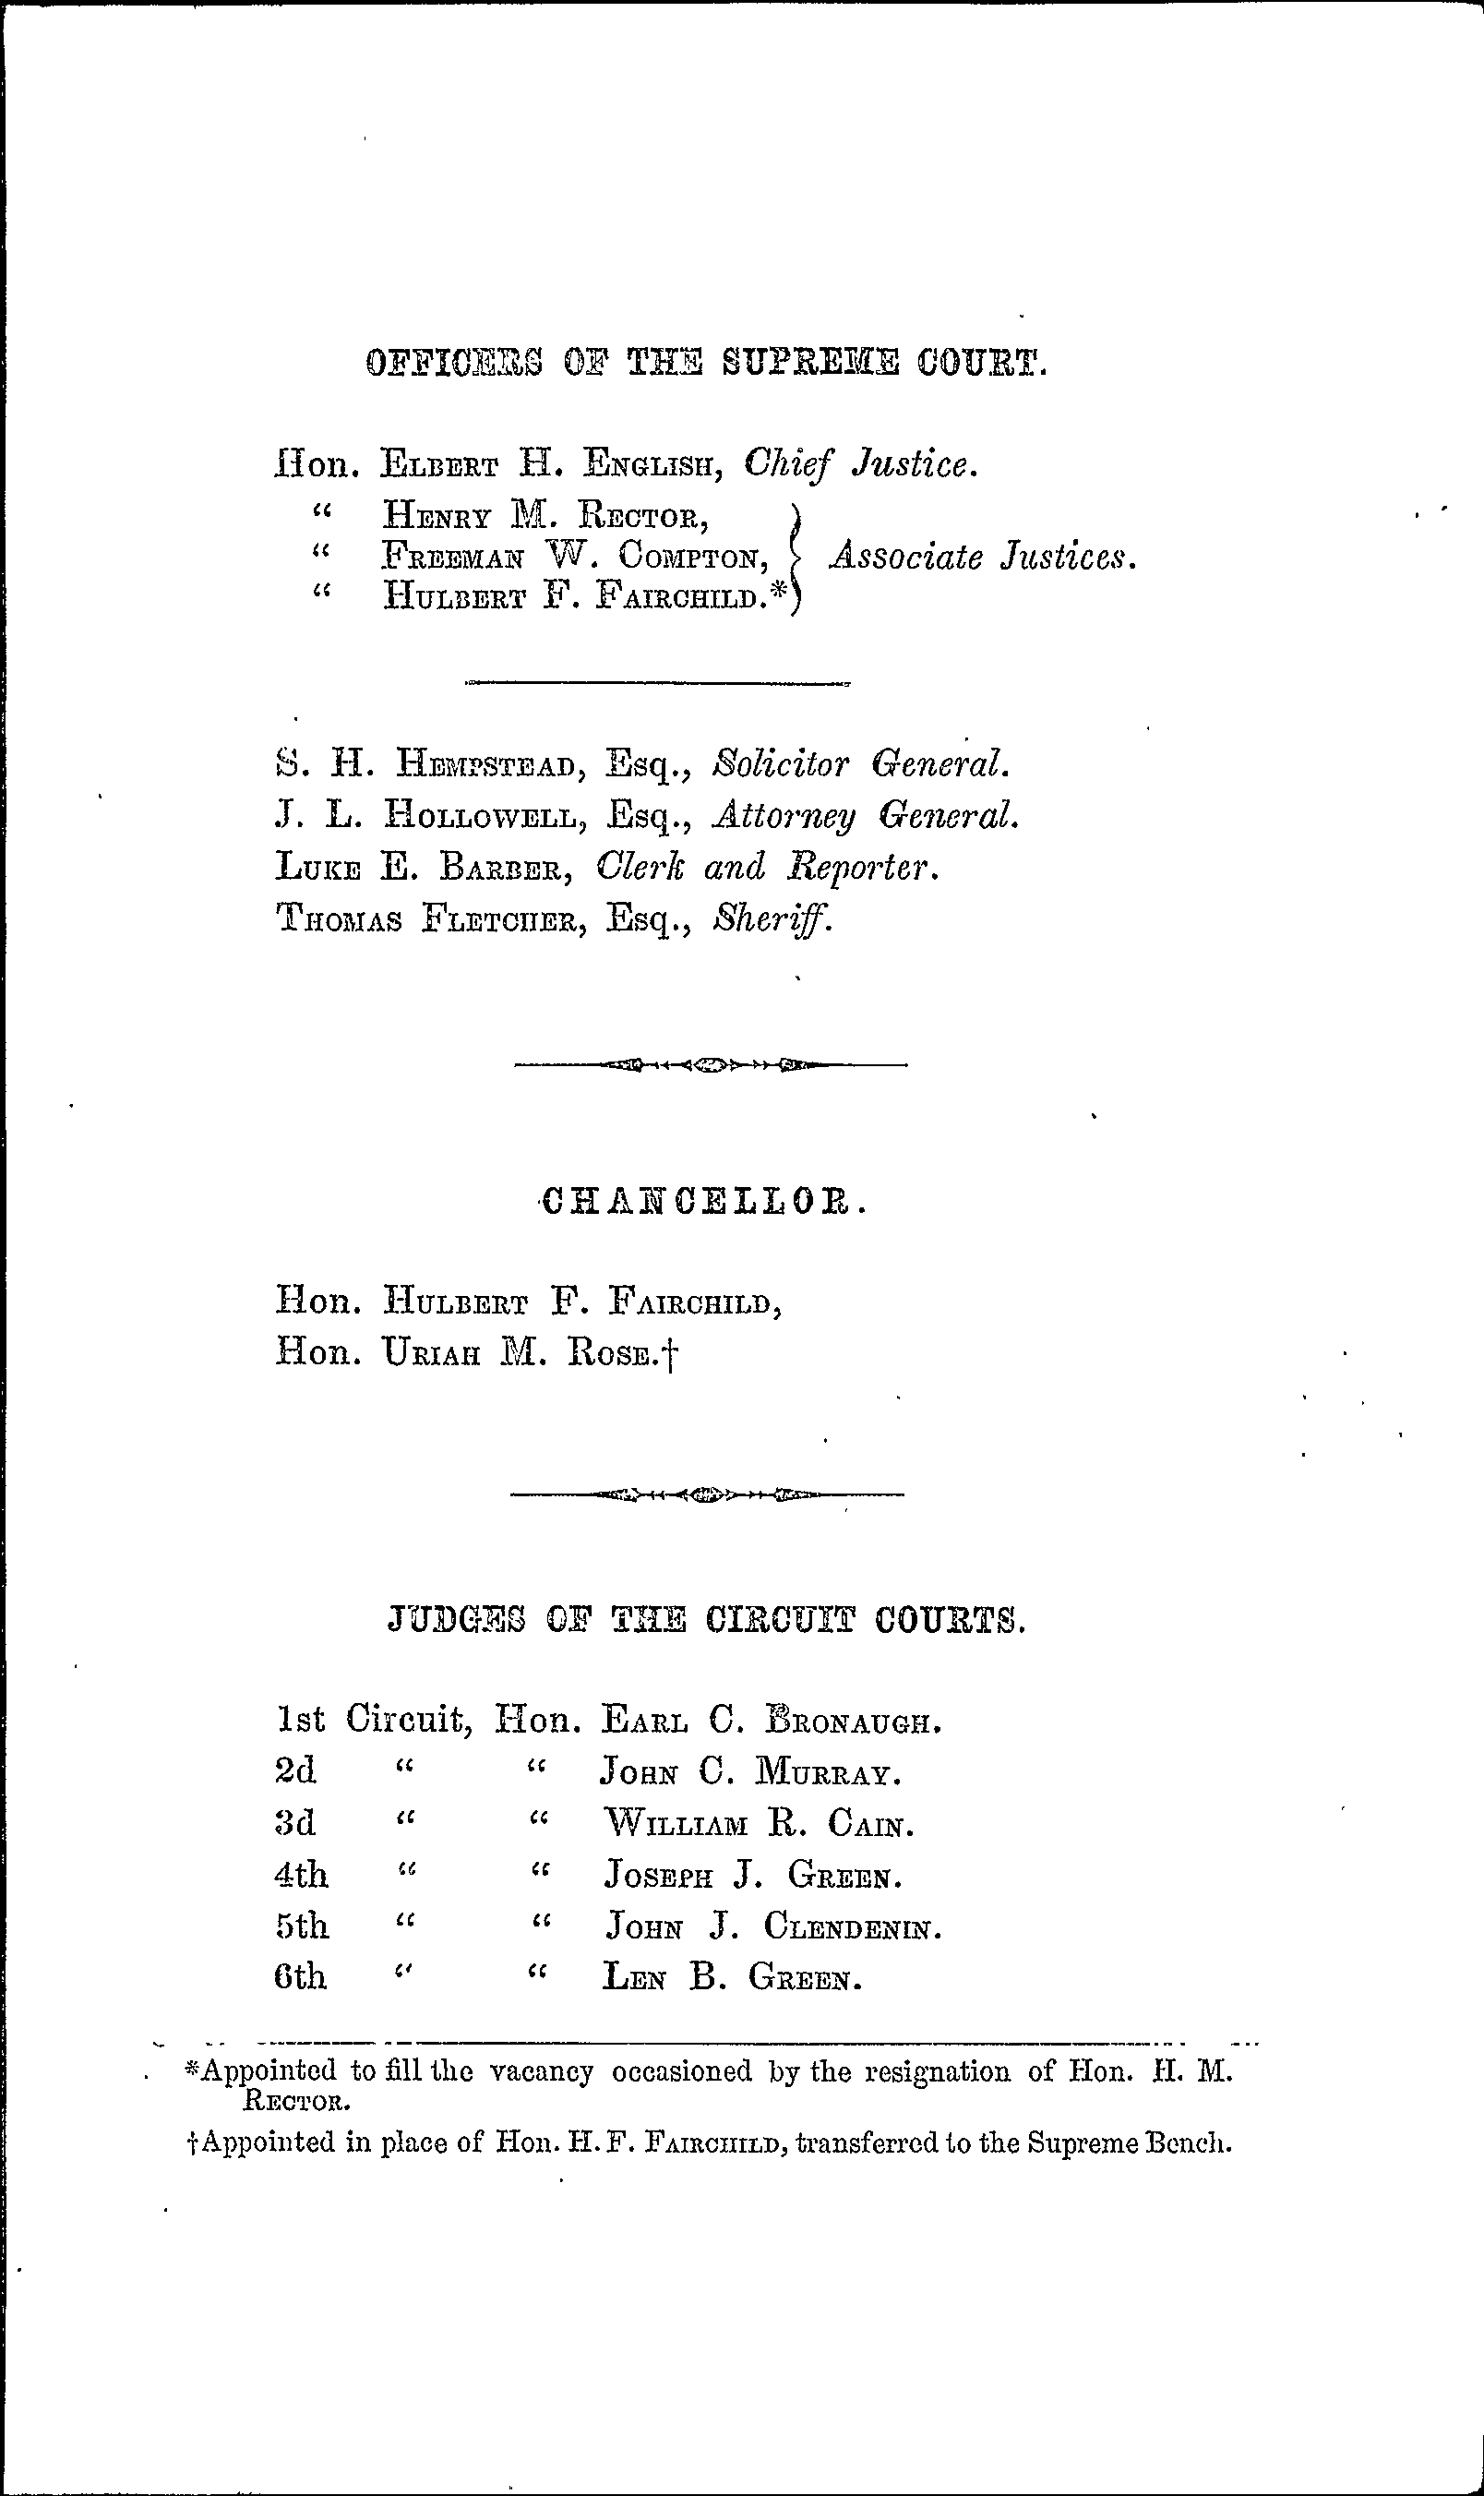 OFFICERS OF THE SUPREME COURT.
Hon. ELBERT H. ENGLISH, Chief Justice.
“ HENRY M. RECTOR,
“ FREEMAN W. COMPTON, } Associate Justices.
“ HULBERT F. FAIRCHILD.*
S. H. HEMPSTEAD, Esq., Solicitor General.
J. L. HOLLOWELL, Esq., Attorney General.
LUKE E. BARBER, Clerk and Reporter.
THOMAS FLETCHER, Esq., Sheriff.
CHANCELLOR.
Hon. HULBERT F. FAIRCHILD,
Hon. URIAH M. ROSE.†
JUDGES OF THE CIRCUIT COURTS.
1st Circuit, Hon. EARL C. BRONAUGH.
2d “ “ JOHN C. MURRAY.
3d “ “ WILLIAM R. CAIN.
4th “ “ JOSEPH J. GREEN.
5th “ “ JOHN J. CLENDENIN.
6th “ “ LEN B. GREEN.
*Appointed to fill the vacancy occasioned by the resignation of Hon. H. M.
RECTOR.
†Appointed in place of Hon. H. F. FAIRCHILD, transferred to the Supreme Bench.